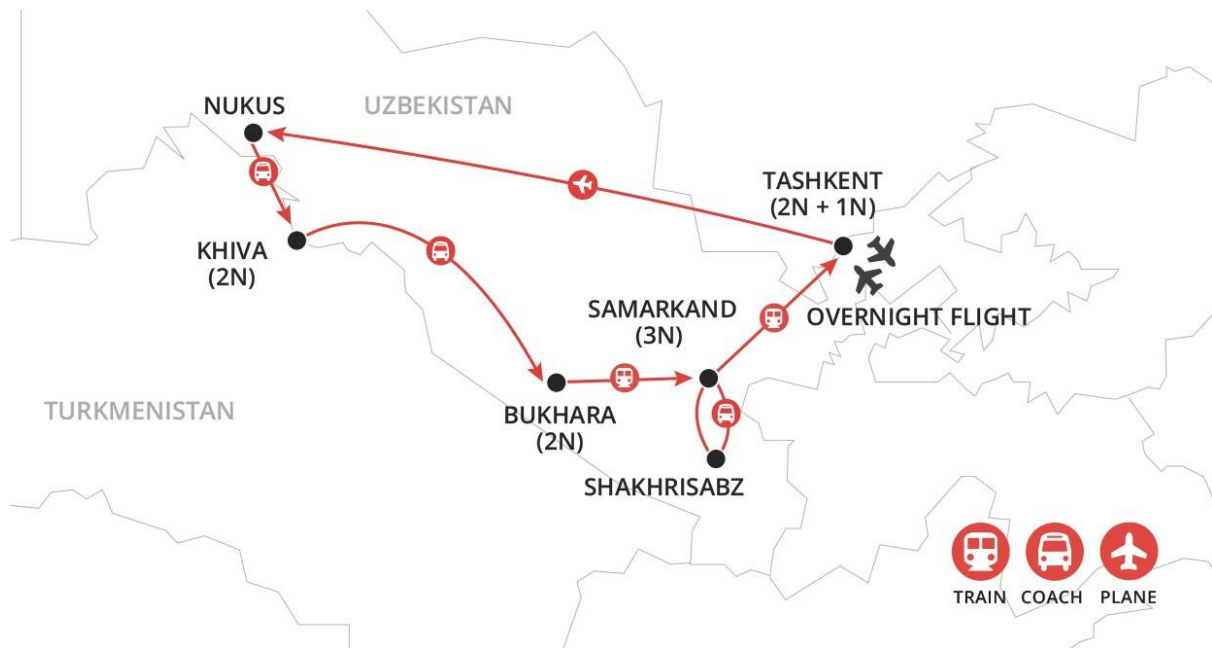 NUKUS
UZBEKISTAN
TASHKENT
(2N + 1N)
KHIVA
(2N)
SAMARKAND
(3N)
OVERNIGHT FLIGHT
TURKMENISTAN
BUKHARA
(2N)
SHAKHRISABZ
TRAIN
COACH
PLANE